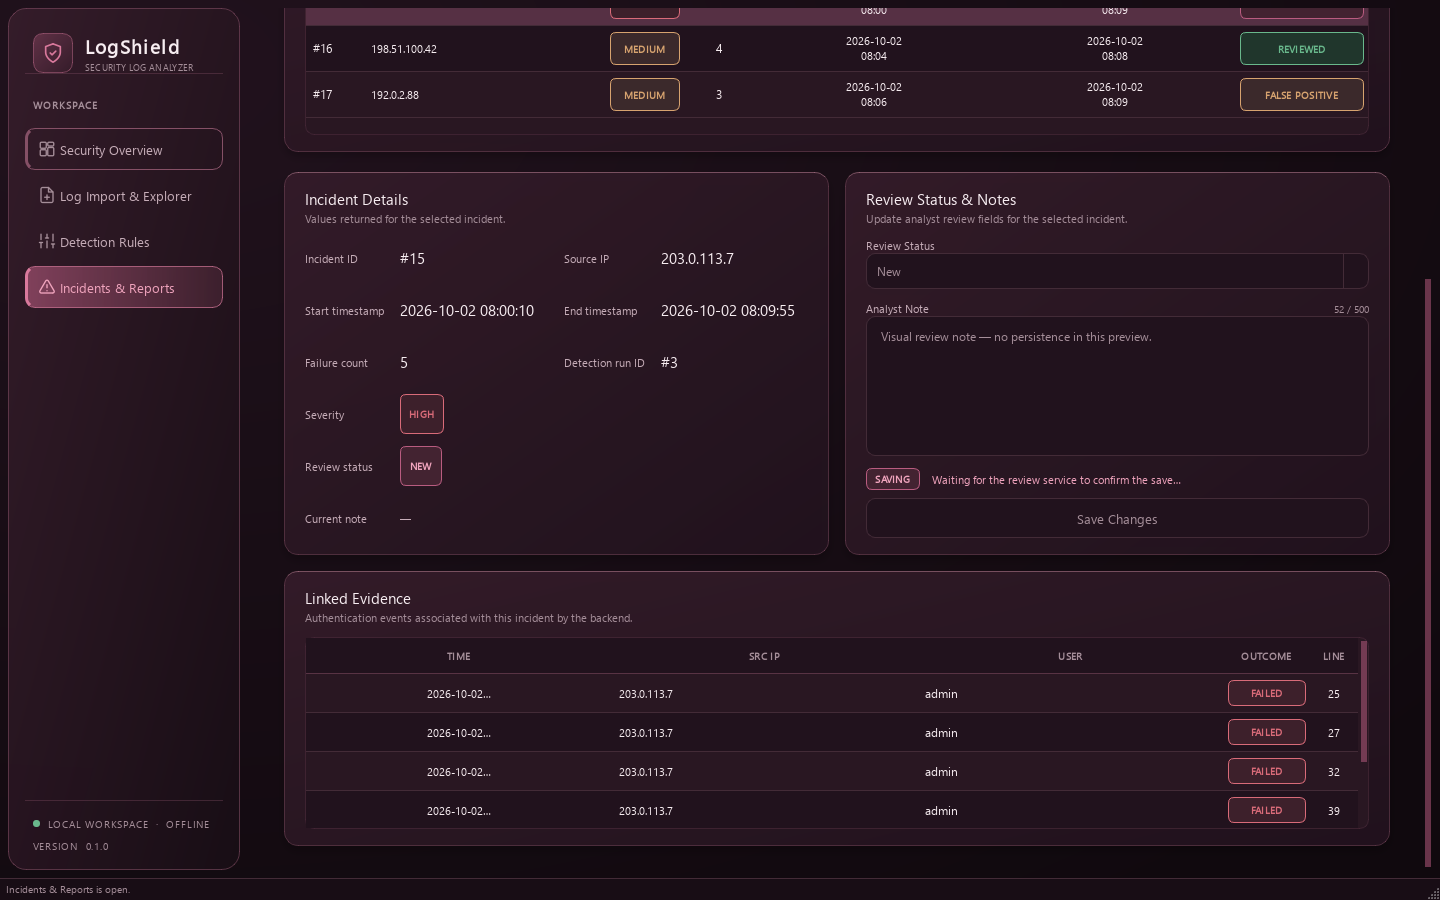 LogShield
SECURITY LOG ANALYZER
WORKSPACE
Security Overview
Log Import & Explorer
Detection Rules
Incidents & Reports
LOCAL WORKSPACE · OFFLINE
VERSION 0.1.0
08:00 08:09
#16 198.51.100.42 MEDIUM 4 2026-10-02 08:04 2026-10-02 08:08 REVIEWED
#17 192.0.2.88 MEDIUM 3 2026-10-02 08:06 2026-10-02 08:09 FALSE POSITIVE
Incident Details
Values returned for the selected incident.
Incident ID #15 Source IP 203.0.113.7
Start timestamp 2026-10-02 08:00:10 End timestamp 2026-10-02 08:09:55
Failure count 5 Detection run ID #3
Severity HIGH
Review status NEW
Current note —
Review Status & Notes
Update analyst review fields for the selected incident.
Review Status
New
Analyst Note 52 / 500
Visual review note — no persistence in this preview.
SAVING Waiting for the review service to confirm the save...
Save Changes
Linked Evidence
Authentication events associated with this incident by the backend.
TIME SRC IP USER OUTCOME LINE
2026-10-02... 203.0.113.7 admin FAILED 25
2026-10-02... 203.0.113.7 admin FAILED 27
2026-10-02... 203.0.113.7 admin FAILED 32
2026-10-02... 203.0.113.7 admin FAILED 39
Incidents & Reports is open.